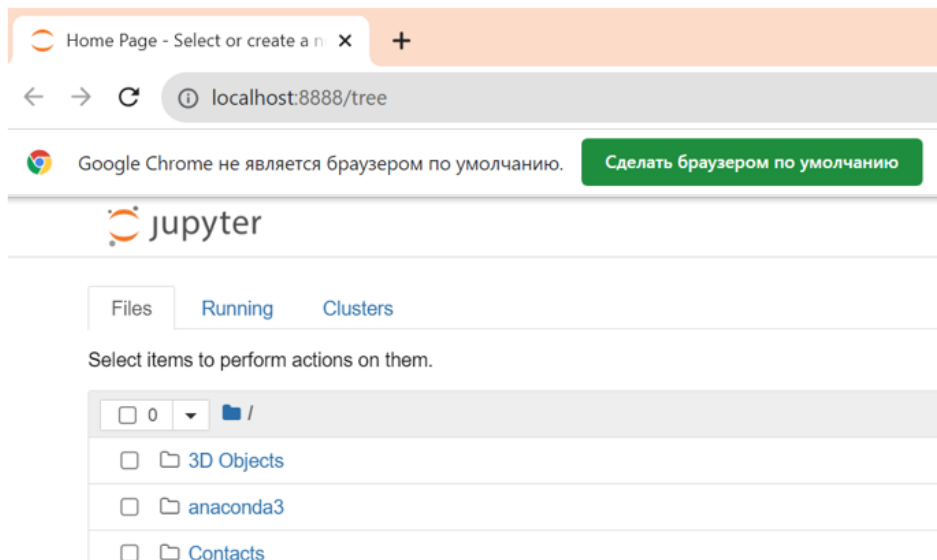 Home Page - Select or create a n
localhost:8888/tree
Google Chrome не является браузером по умолчанию. Сделать браузером по умолчанию
jupyter
Files Running Clusters
Select items to perform actions on them.
0 /
3D Objects
anaconda3
Contacts